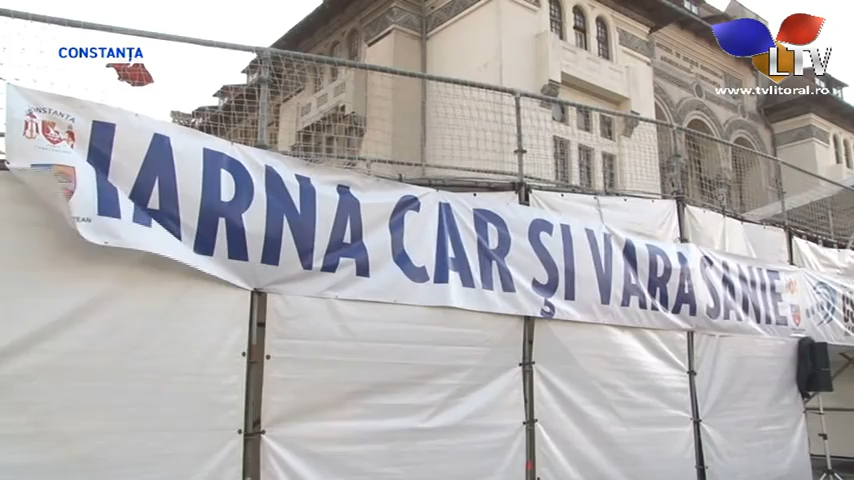 CONSTANȚA
LTV
www.tvlitoral.ro
CONSTANȚA
IARNA CAR ȘI VARA SANIE